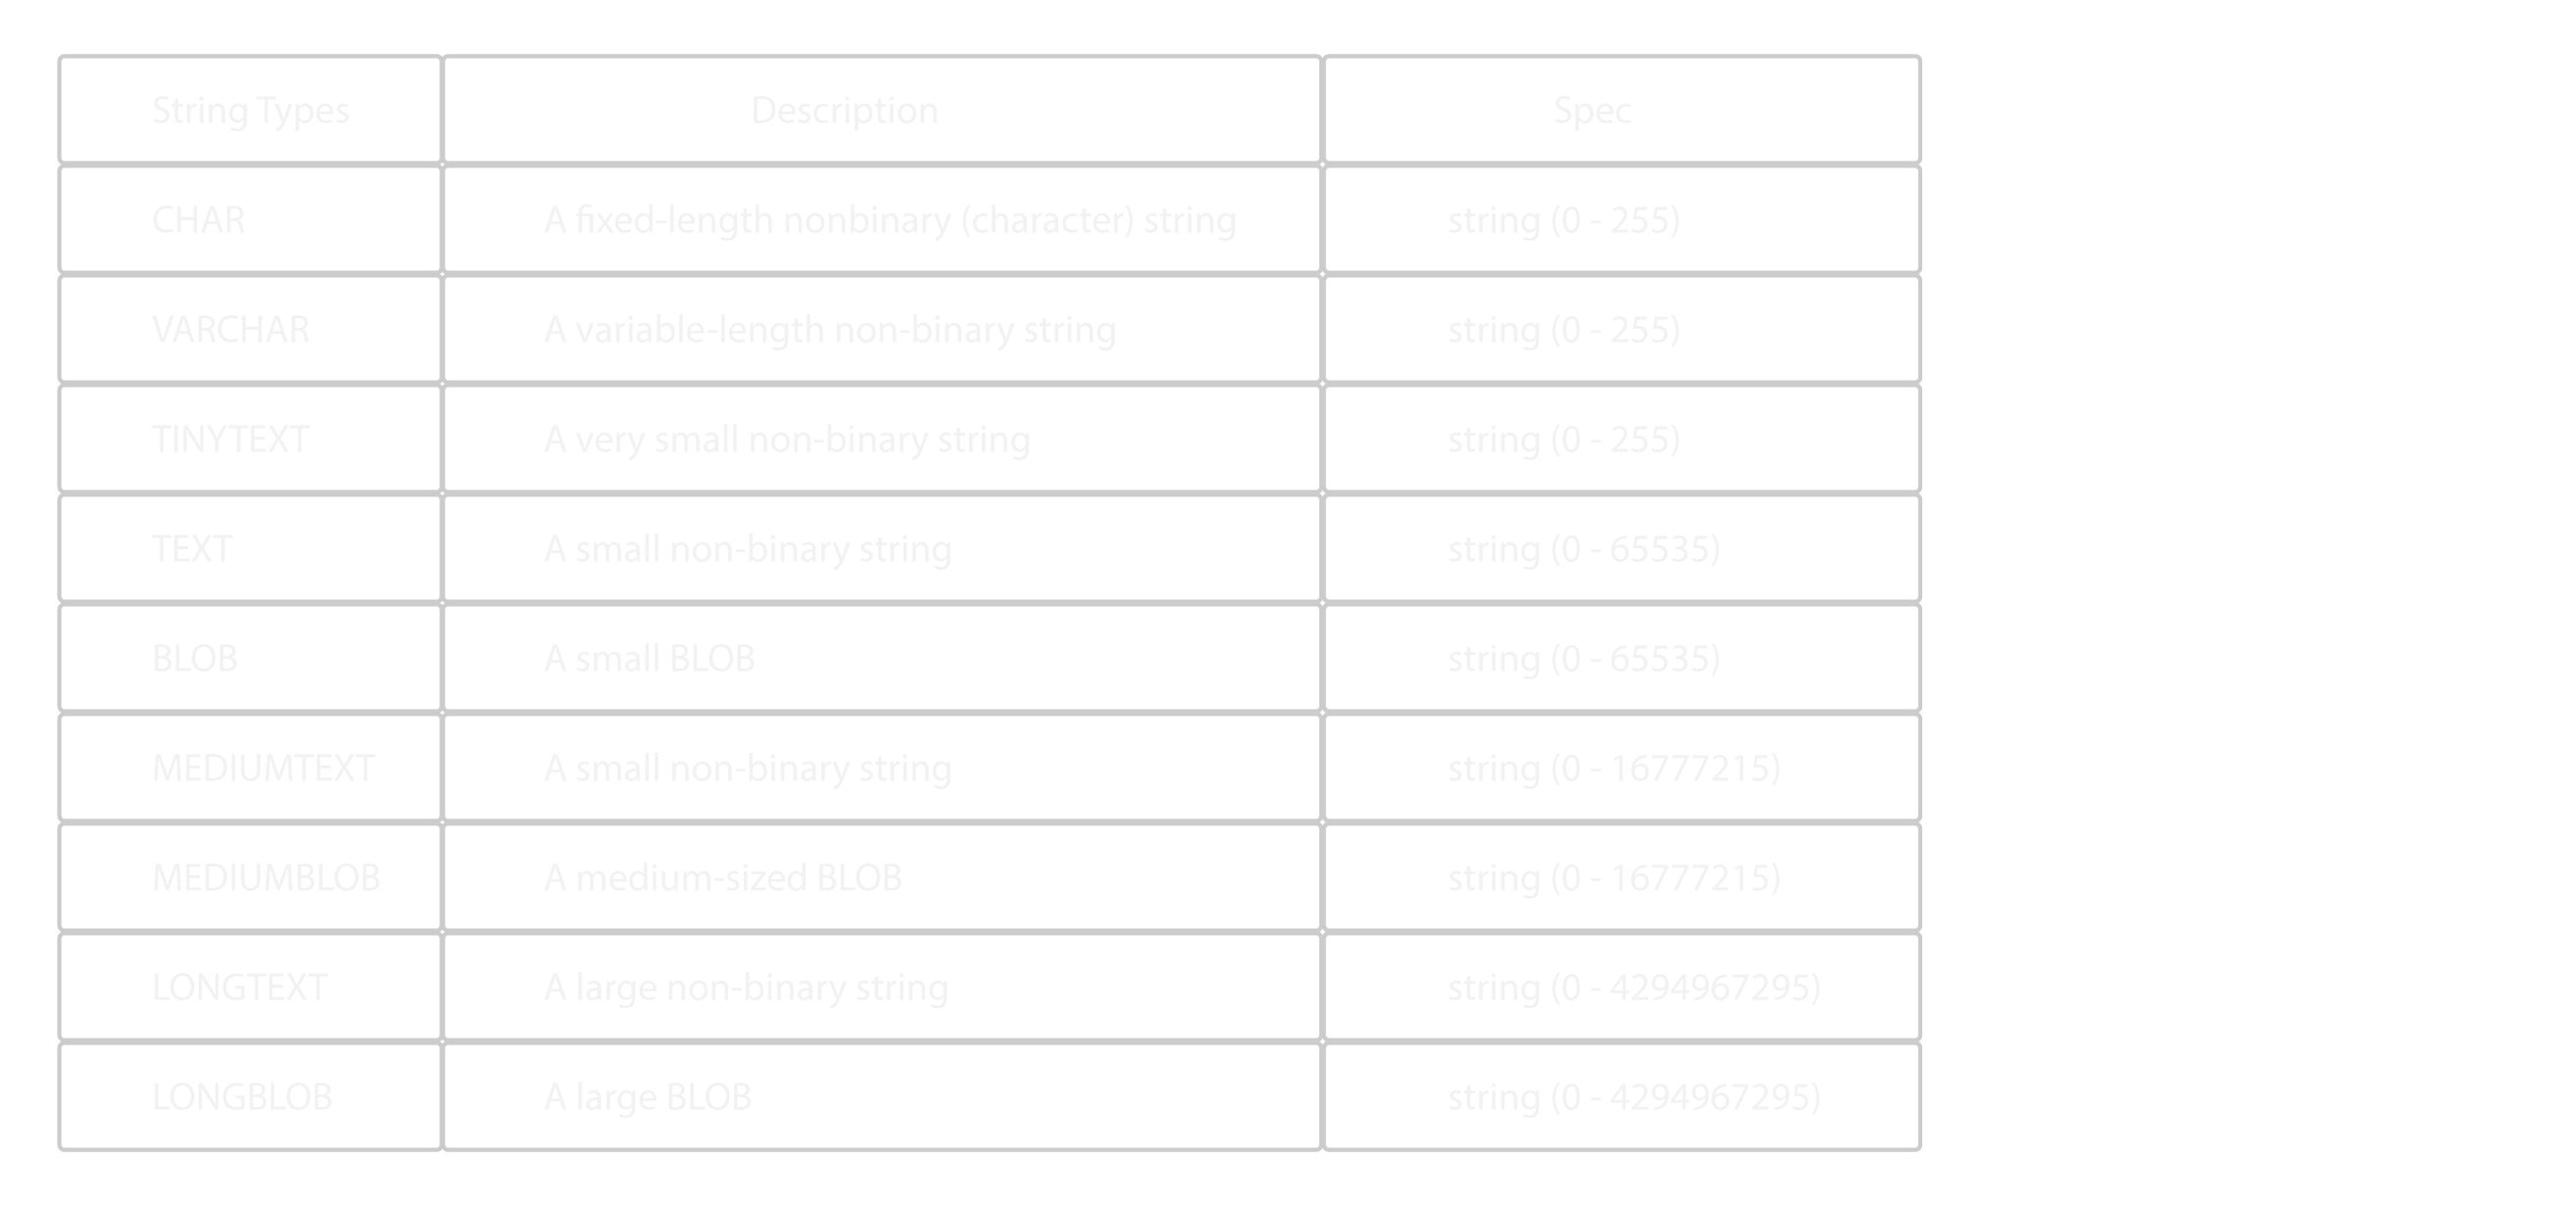 String Types Description Spec
CHAR A fixed-length nonbinary (character) string string (0 - 255)
VARCHAR A variable-length non-binary string string (0 - 255)
TINYTEXT A very small non-binary string string (0 - 255)
TEXT A small non-binary string string (0 - 65535)
BLOB A small BLOB string (0 - 65535)
MEDIUMTEXT A small non-binary string string (0 - 16777215)
MEDIUMBLOB A medium-sized BLOB string (0 - 16777215)
LONGTEXT A large non-binary string string (0 - 4294967295)
LONGBLOB A large BLOB string (0 - 4294967295)